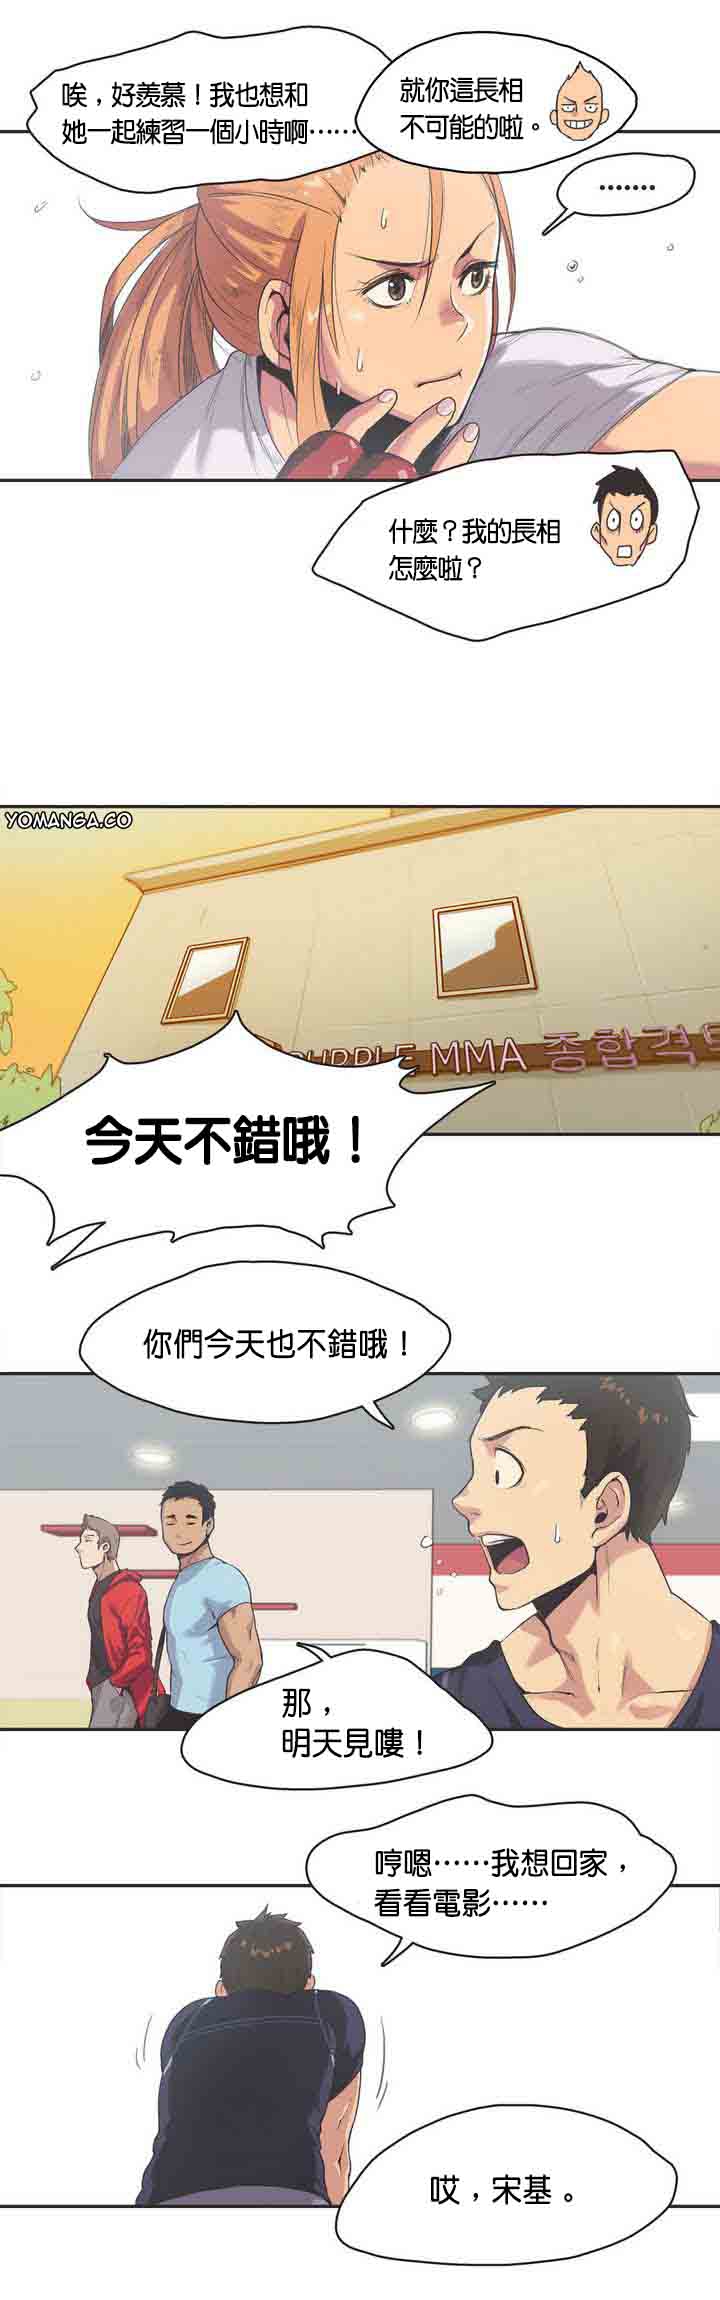 唉，好羨慕！我也想和
她一起練習一個小時啊……
就你這長相
不可能的啦。
………
什麼？我的長相
怎麼啦？
YOMANGA.CO
PURPLE MMA 종합격투
今天不錯哦！
你們今天也不錯哦！
那，
明天見嘍！
哼嗯……我想回家，
看看電影……
哎，宋基。